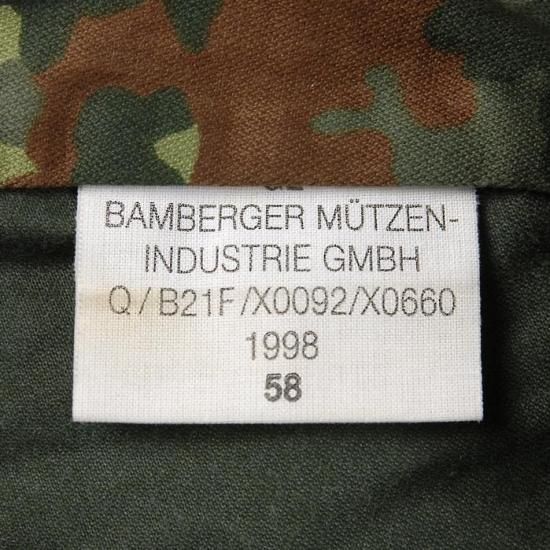 BAMBERGER MÜTZEN-
INDUSTRIE GMBH
Q/B21F/X0092/X0660
1998
58